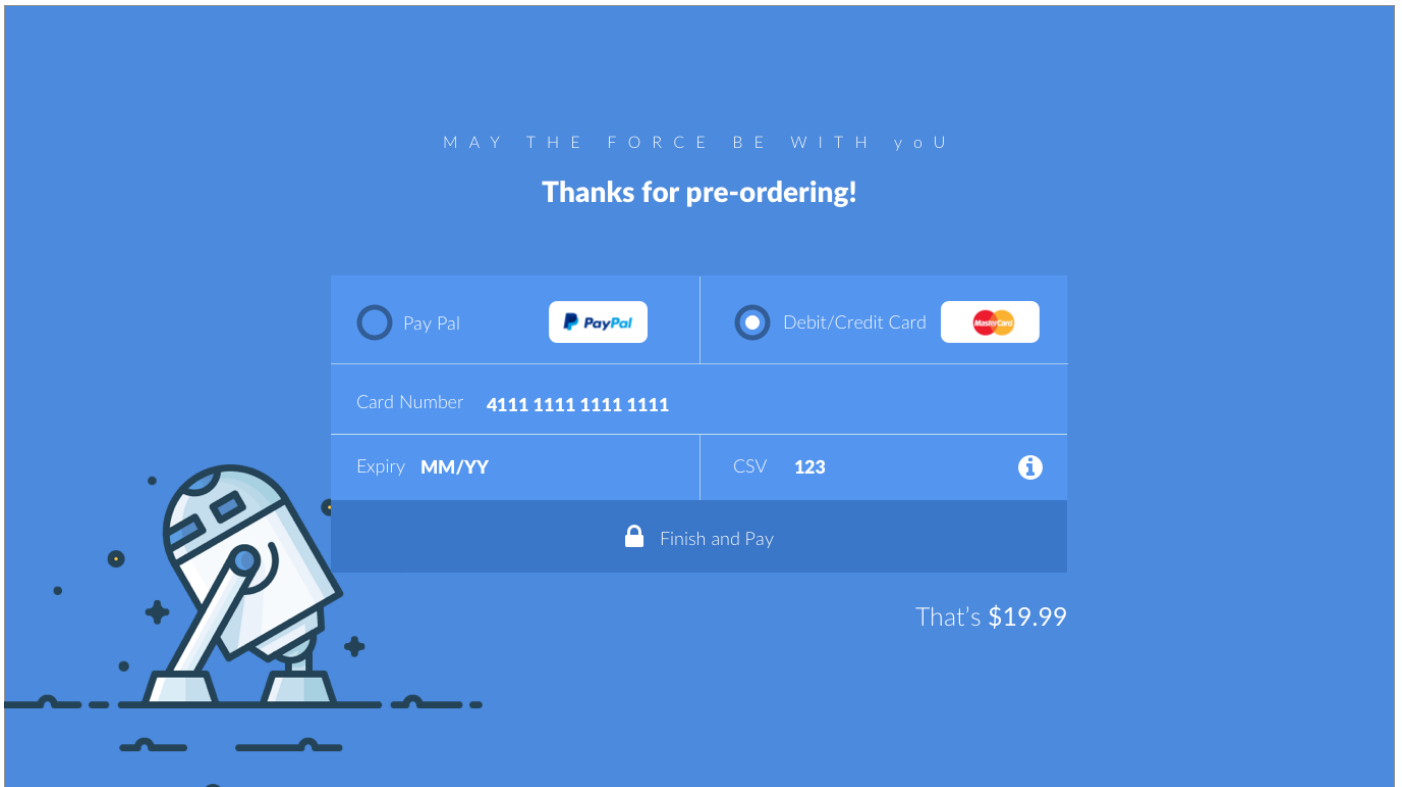 MAY THE FORCE BE WITH yoU
Thanks for pre-ordering!
Pay Pal PayPal Debit/Credit Card MasterCard
Card Number 4111 1111 1111 1111
Expiry MM/YY CSV 123 i
Finish and Pay
That's $19.99